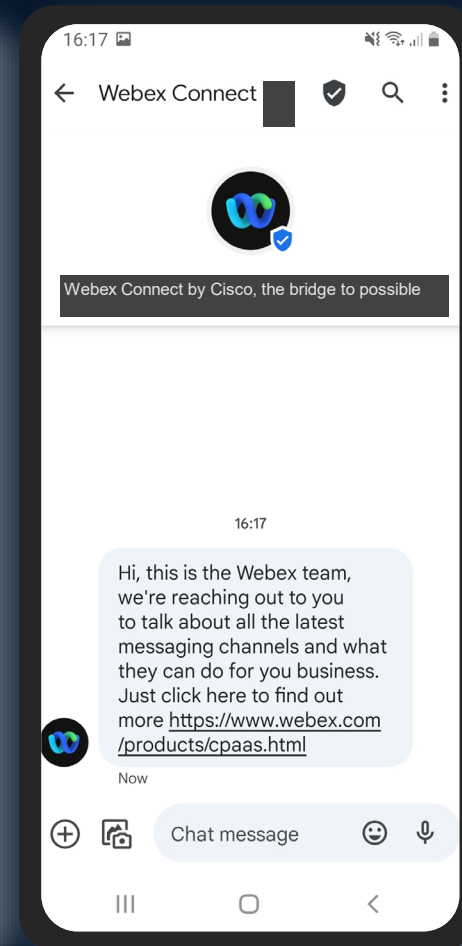 16:17
Webex Connect
Webex Connect by Cisco, the bridge to possible
16:17
Hi, this is the Webex team,
we're reaching out to you
to talk about all the latest
messaging channels and what
they can do for you business.
Just click here to find out
more https://www.webex.com
/products/cpaas.html
Now
Chat message